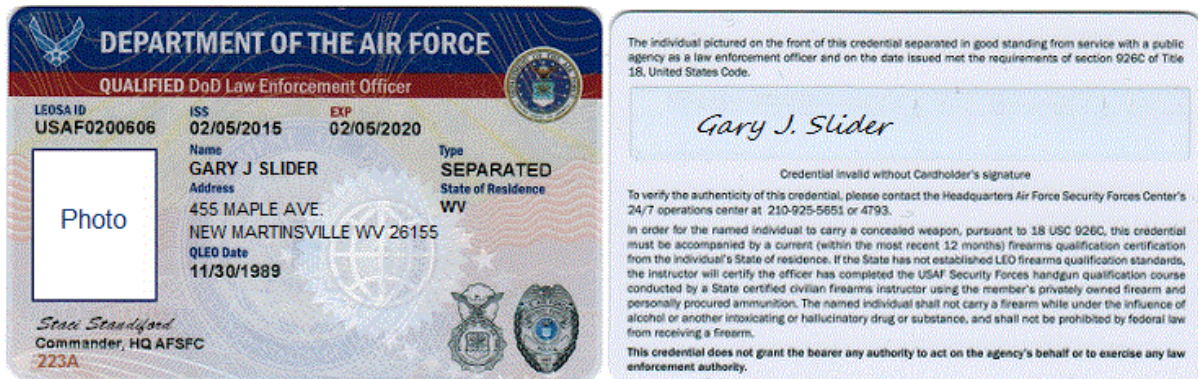 DEPARTMENT OF THE AIR FORCE
QUALIFIED DoD Law Enforcement Officer
LEOSA ID ISS EXP
USAF0200606 02/05/2015 02/05/2020
Name Type
GARY J SLIDER SEPARATED
Address State of Residence
455 MAPLE AVE. WV
NEW MARTINSVILLE WV 26155
QLEO Date
11/30/1989
Photo
Staci Standiford
Commander, HQ AFSFC
223A
The individual pictured on the front of this credential separated in good standing from service with a public
agency as a law enforcement officer and on the date issued met the requirements of section 926C of Title
18, United States Code.
Gary J. Slider
Credential invalid without Cardholder's signature
To verify the authenticity of this credential, please contact the Headquarters Air Force Security Forces Center's
24/7 operations center at 210-925-5651 or 4793.
In order for the named individual to carry a concealed weapon, pursuant to 18 USC 926C, this credential
must be accompanied by a current (within the most recent 12 months) firearms qualification certification
from the individual's State of residence. If the State has not established LEO firearms qualification standards,
the instructor will certify the officer has completed the USAF Security Forces handgun qualification course
conducted by a State certified civilian firearms instructor using the member's privately owned firearm and
personally procured ammunition. The named individual shall not carry a firearm while under the influence of
alcohol or another intoxicating or hallucinatory drug or substance, and shall not be prohibited by federal law
from receiving a firearm.
This credential does not grant the bearer any authority to act on the agency's behalf or to exercise any law
enforcement authority.